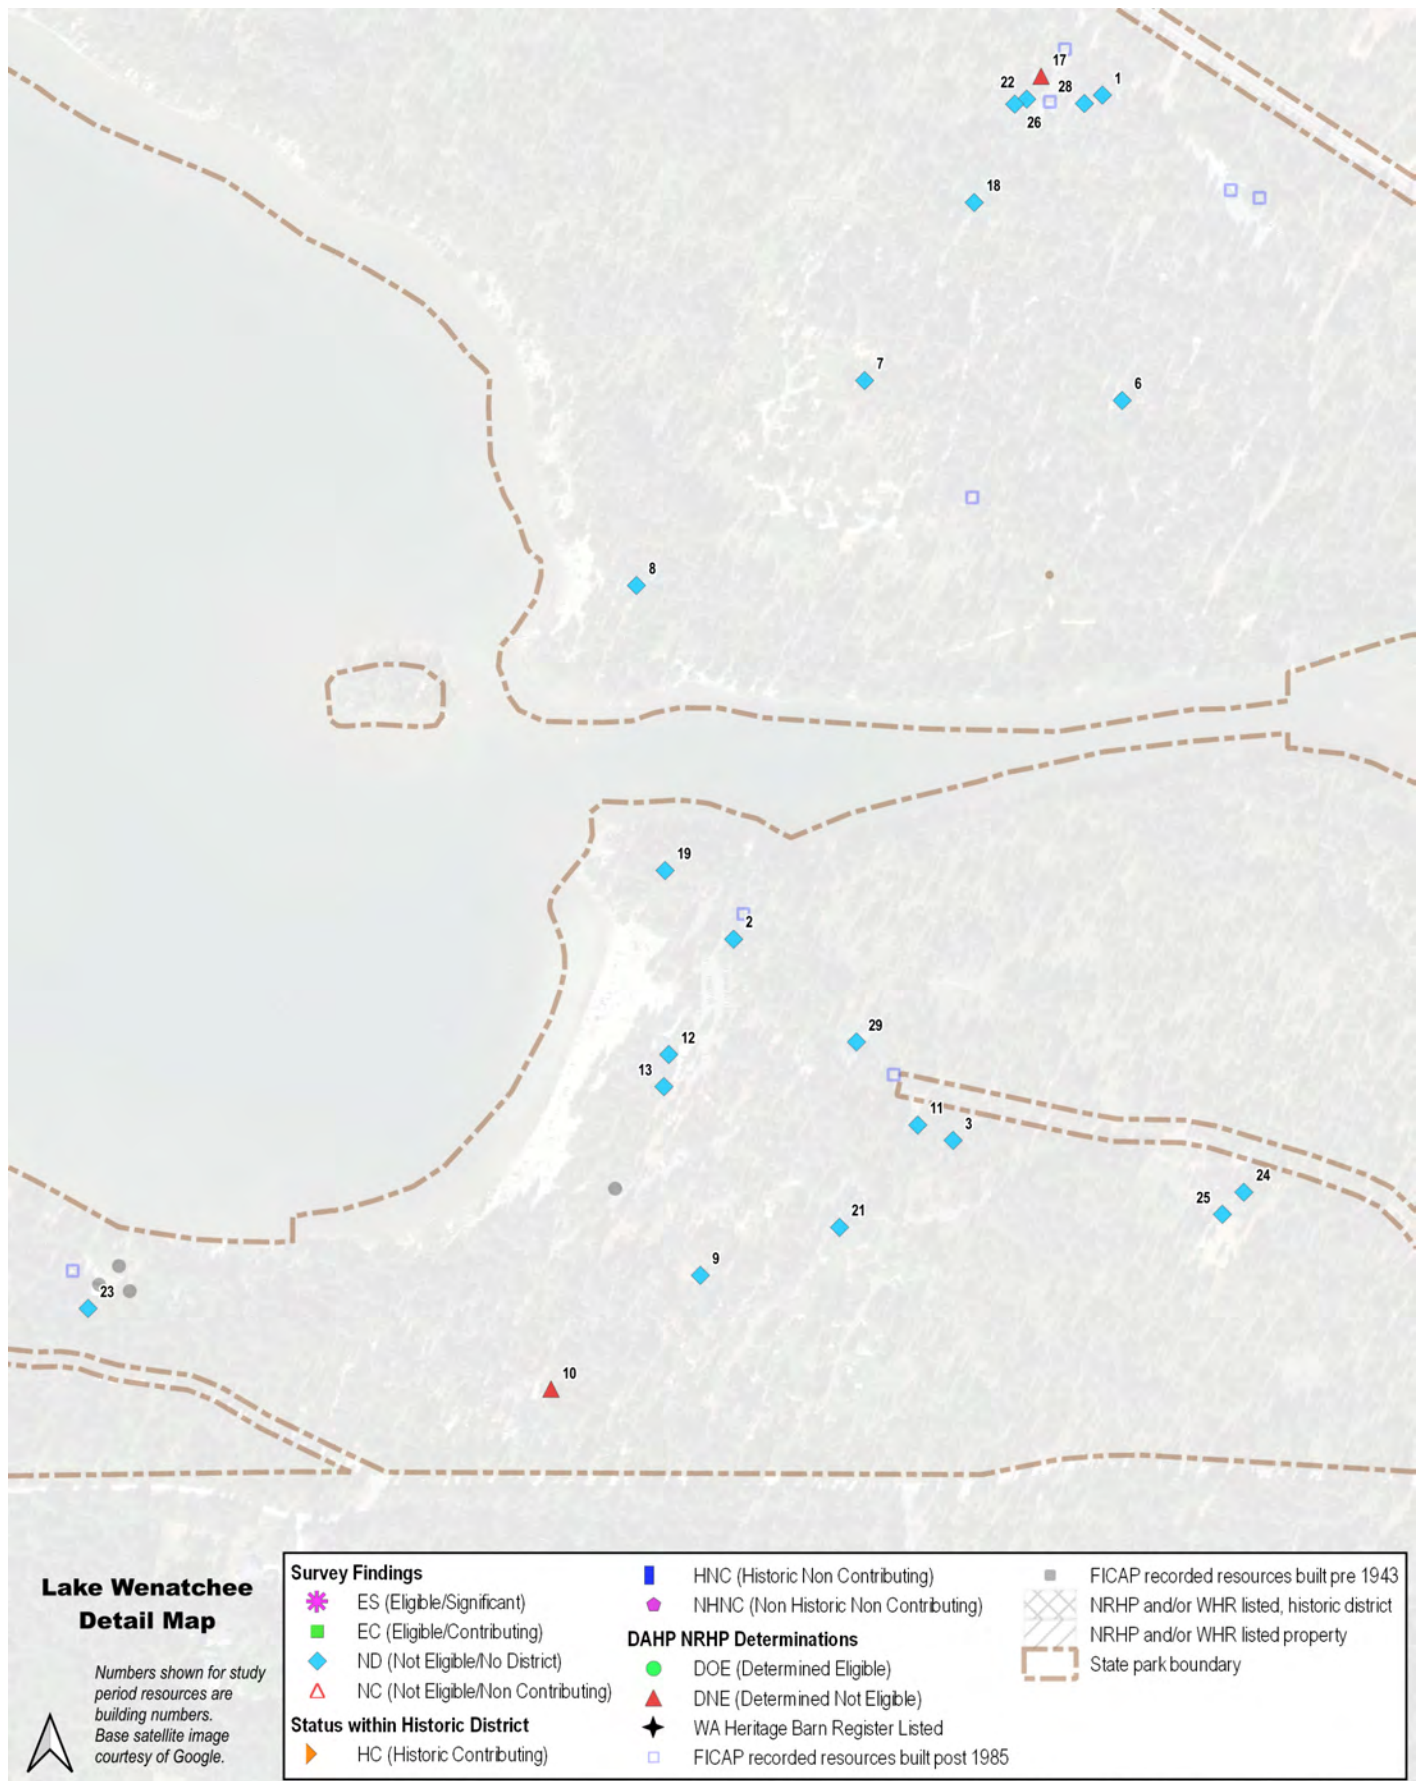 17
22
28
1
26
18
7
6
8
19
2
29
12
13
11
3
24
25
21
9
23
10
Lake Wenatchee
Detail Map
Numbers shown for study
period resources are
building numbers.
Base satellite image
courtesy of Google.
Survey Findings
ES (Eligible/Significant)
EC (Eligible/Contributing)
ND (Not Eligible/No District)
NC (Not Eligible/Non Contributing)
Status within Historic District
HC (Historic Contributing)
HNC (Historic Non Contributing)
NHNC (Non Historic Non Contributing)
DAHP NRHP Determinations
DOE (Determined Eligible)
DNE (Determined Not Eligible)
WA Heritage Barn Register Listed
FICAP recorded resources built post 1985
FICAP recorded resources built pre 1943
NRHP and/or WHR listed, historic district
NRHP and/or WHR listed property
State park boundary